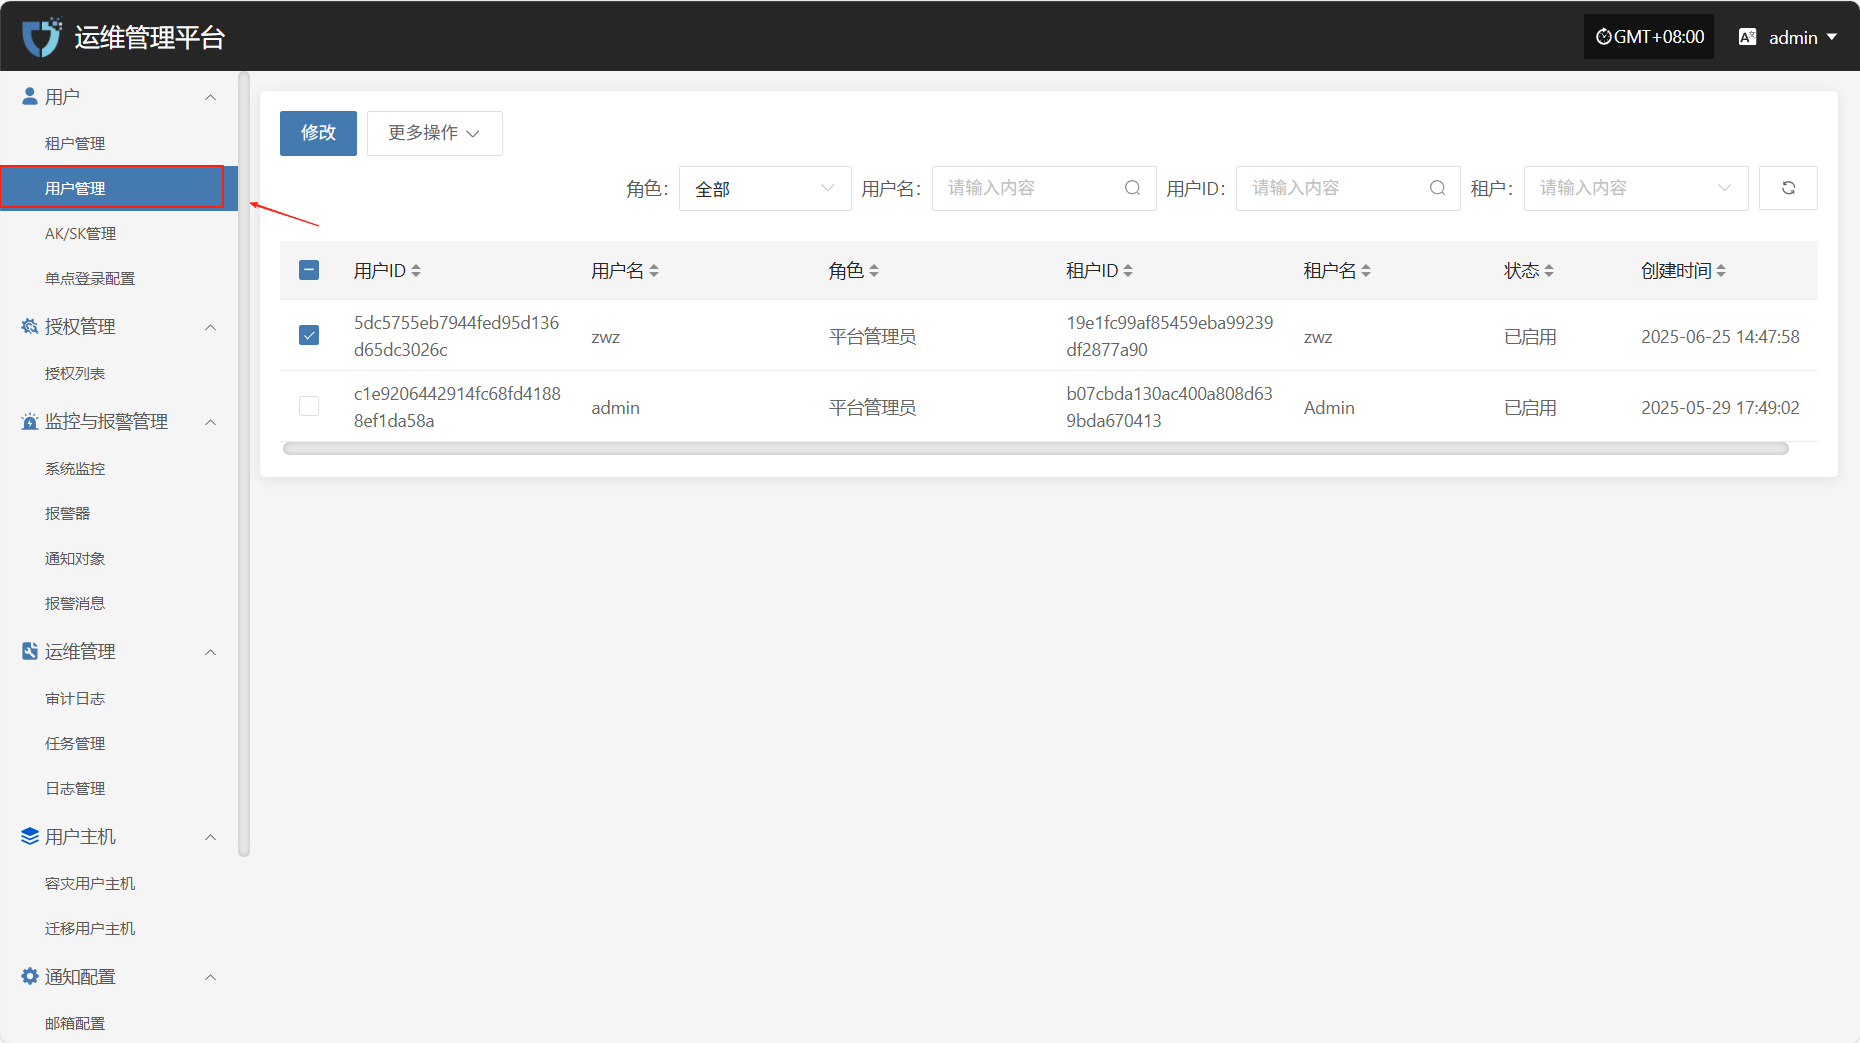 运维管理平台
GMT+08:00
admin
用户
租户管理
用户管理
AK/SK管理
单点登录配置
授权管理
授权列表
监控与报警管理
系统监控
报警器
通知对象
报警消息
运维管理
审计日志
任务管理
日志管理
用户主机
容灾用户主机
迁移用户主机
通知配置
邮箱配置
修改
更多操作
角色: 全部
用户名: 请输入内容
用户ID: 请输入内容
租户: 请输入内容
用户ID 用户名 角色 租户ID 租户名 状态 创建时间
5dc5755eb7944fed95d136
d65dc3026c
zwz
平台管理员
19e1fc99af85459eba99239
df2877a90
zwz
已启用
2025-06-25 14:47:58
c1e9206442914fc68fd4188
8ef1da58a
admin
平台管理员
b07cbda130ac400a808d63
9bda670413
Admin
已启用
2025-05-29 17:49:02